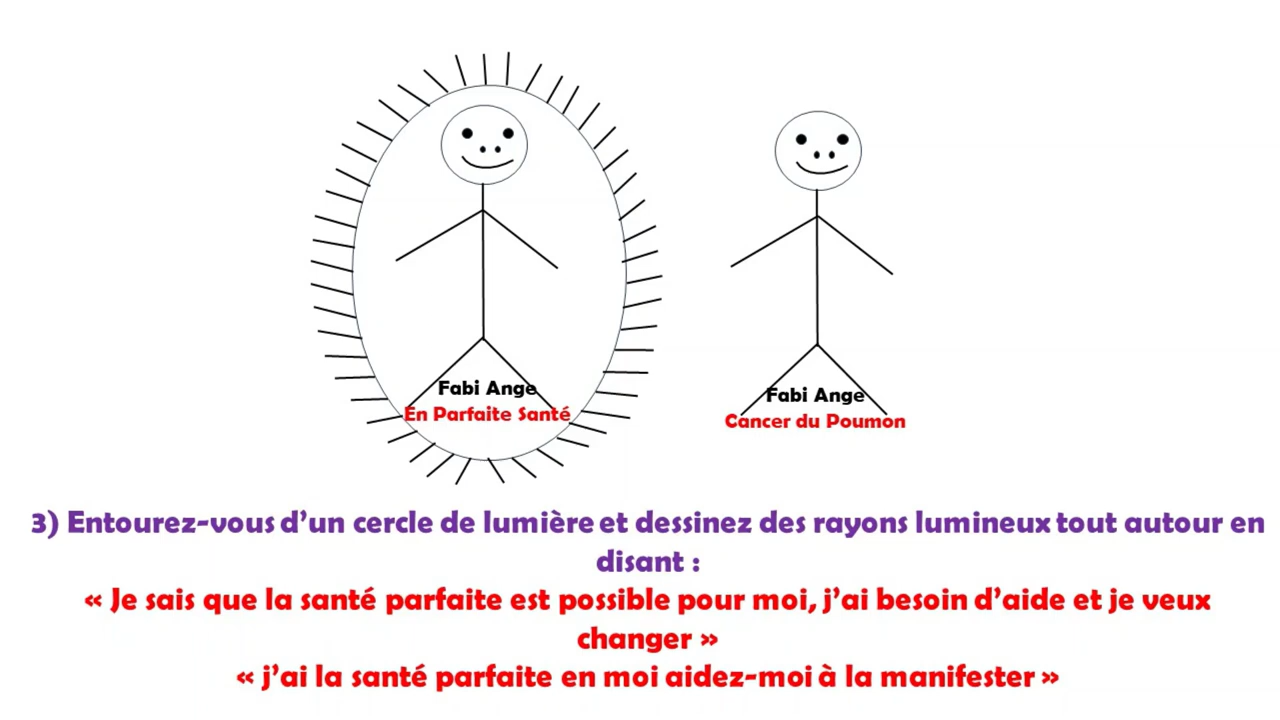 Fabi Ange
En Parfaite Santé
Fabi Ange
Cancer du Poumon
3) Entourez-vous d’un cercle de lumière et dessinez des rayons lumineux tout autour en
disant :
« Je sais que la santé parfaite est possible pour moi, j’ai besoin d’aide et je veux
changer »
« j’ai la santé parfaite en moi aidez-moi à la manifester »